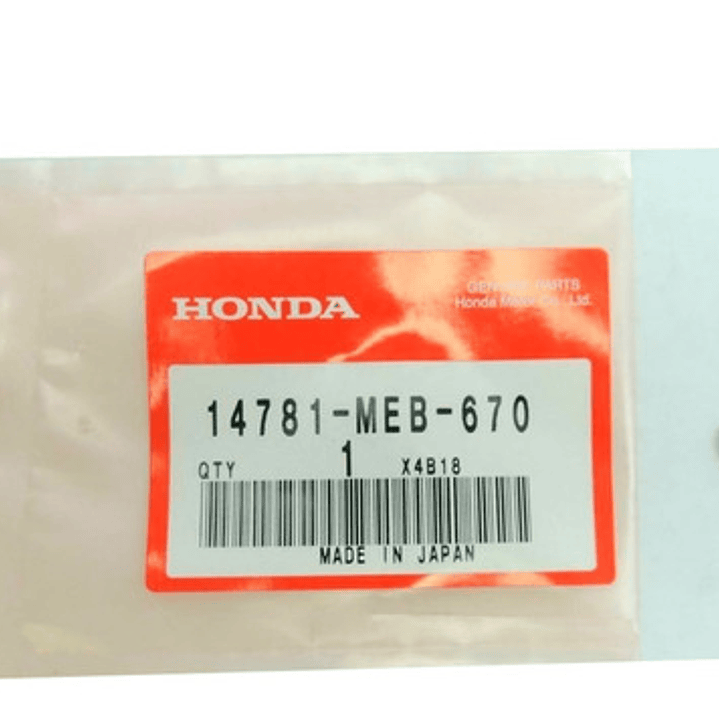 GENUINE PARTS
HONDA
Honda Motor Co., Ltd.
14781-MEB-670
QTY 1 X4B18
MADE IN JAPAN